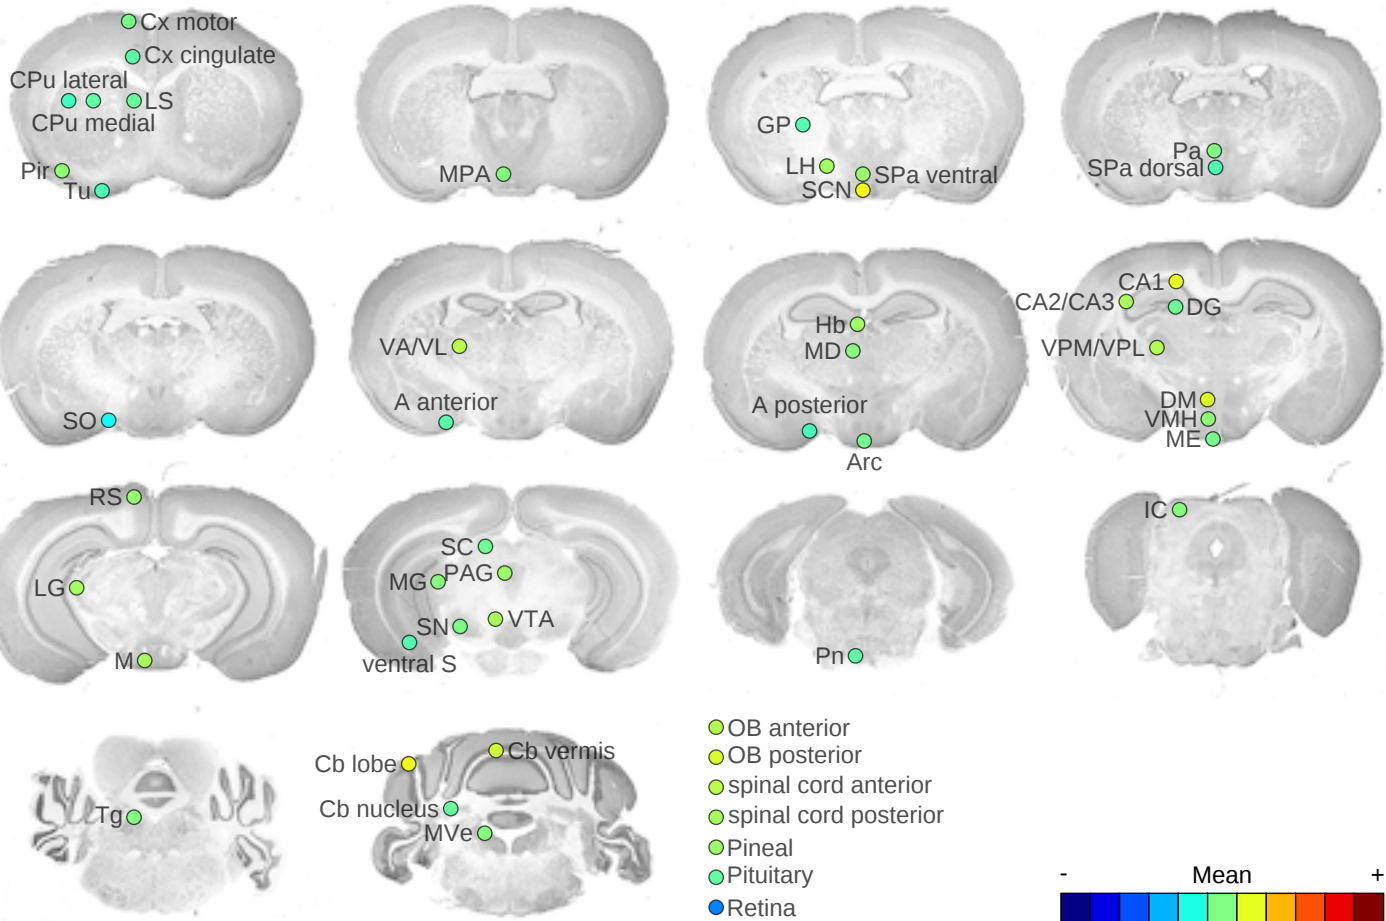 Cx motor
Cx cingulate
CPu lateral
LS
CPu medial
Pir
Tu
MPA
GP
LH
SPa ventral
SCN
Pa
SPa dorsal
SO
VA/VL
A anterior
Hb
MD
A posterior
Arc
CA1
CA2/CA3
DG
VPM/VPL
DM
VMH
ME
RS
LG
M
SC
MG
PAG
SN
VTA
ventral S
Pn
IC
Tg
Cb lobe
Cb vermis
Cb nucleus
MVe
OB anterior
OB posterior
spinal cord anterior
spinal cord posterior
Pineal
Pituitary
Retina
- Mean +